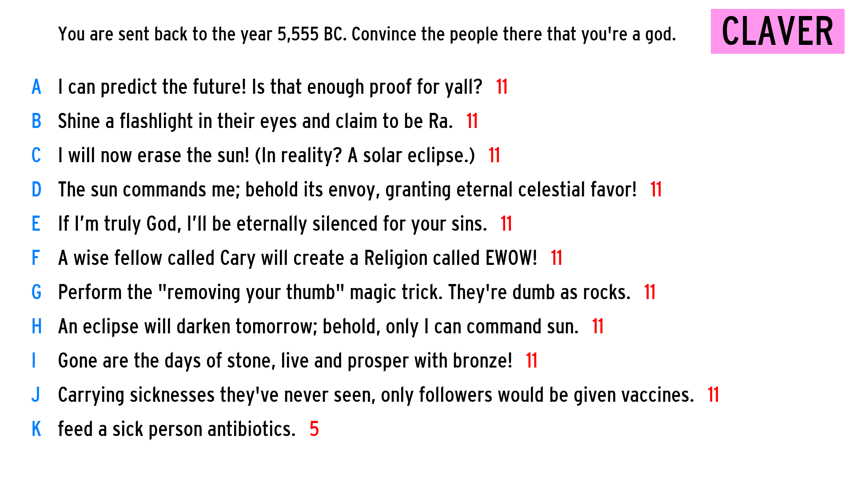 You are sent back to the year 5,555 BC. Convince the people there that you're a god.
CLAVER
A I can predict the future! Is that enough proof for yall? 11
B Shine a flashlight in their eyes and claim to be Ra. 11
C I will now erase the sun! (In reality? A solar eclipse.) 11
D The sun commands me; behold its envoy, granting eternal celestial favor! 11
E If I’m truly God, I’ll be eternally silenced for your sins. 11
F A wise fellow called Cary will create a Religion called EWOW! 11
G Perform the "removing your thumb" magic trick. They're dumb as rocks. 11
H An eclipse will darken tomorrow; behold, only I can command sun. 11
I Gone are the days of stone, live and prosper with bronze! 11
J Carrying sicknesses they've never seen, only followers would be given vaccines. 11
K feed a sick person antibiotics. 5